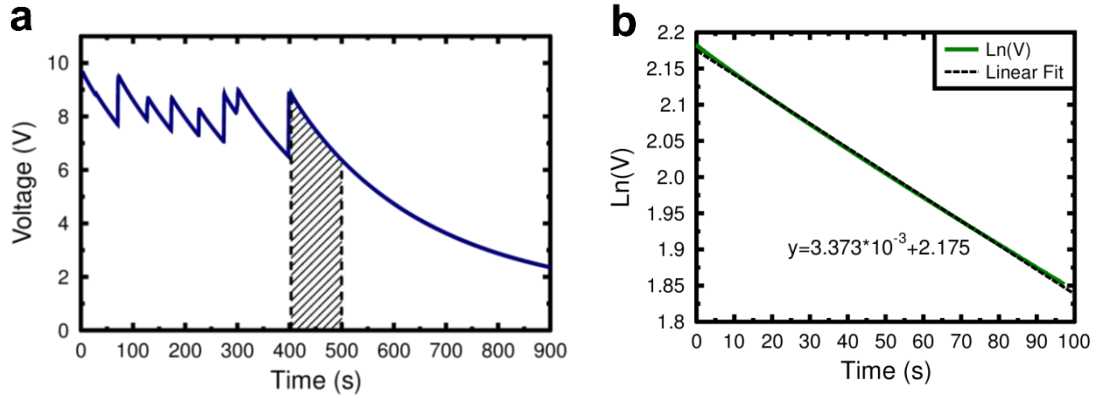 a
10
8
6
4
2
0
Voltage (V)
0 100 200 300 400 500 600 700 800 900
Time (s)
b
2.2
2.15
2.1
2.05
2.0
1.95
1.9
1.85
1.8
Ln(V)
Ln(V)
Linear Fit
y=3.373*10⁻³+2.175
0 10 20 30 40 50 60 70 80 90 100
Time (s)